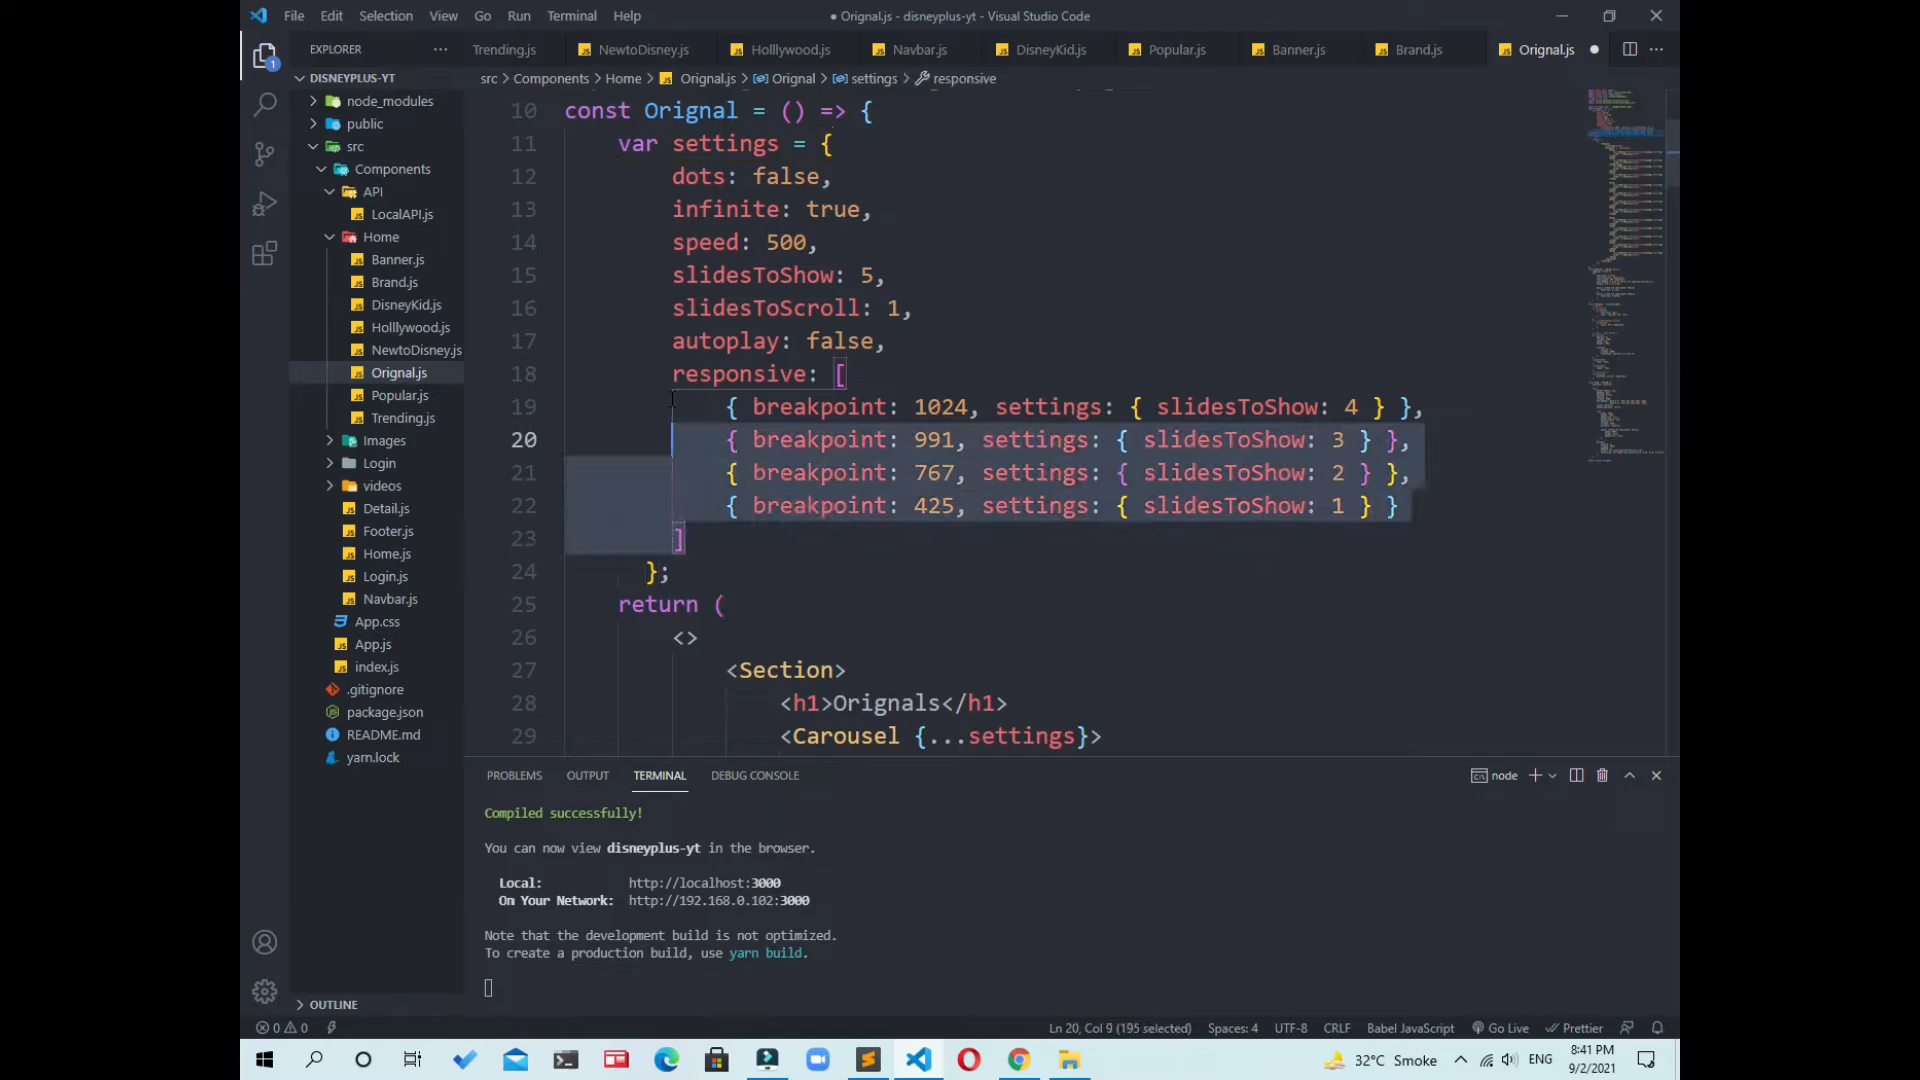 File Edit Selection View Go Run Terminal Help
● Orignal.js - disneyplus-yt - Visual Studio Code
EXPLORER
Trending.js NewtoDisney.js Holllywood.js Navbar.js DisneyKid.js Popular.js Banner.js Brand.js Orignal.js
src > Components > Home > Orignal.js > Orignal > settings > responsive
DISNEYPLUS-YT
node_modules
public
src
Components
API
LocalAPI.js
Home
Banner.js
Brand.js
DisneyKid.js
Holllywood.js
NewtoDisney.js
Orignal.js
Popular.js
Trending.js
Images
Login
videos
Detail.js
Footer.js
Home.js
Login.js
Navbar.js
App.css
App.js
index.js
.gitignore
package.json
README.md
yarn.lock
OUTLINE
1
10 const Orignal = () => {
11 var settings = {
12 dots: false,
13 infinite: true,
14 speed: 500,
15 slidesToShow: 5,
16 slidesToScroll: 1,
17 autoplay: false,
18 responsive: [
19 { breakpoint: 1024, settings: { slidesToShow: 4 } },
20 { breakpoint: 991, settings: { slidesToShow: 3 } },
21 { breakpoint: 767, settings: { slidesToShow: 2 } },
22 { breakpoint: 425, settings: { slidesToShow: 1 } }
23 ]
24 };
25 return (
26 <>
27 <Section>
28 <h1>Orignals</h1>
29 <Carousel {...settings}>
PROBLEMS OUTPUT TERMINAL DEBUG CONSOLE
node
Compiled successfully!
You can now view disneyplus-yt in the browser.
Local: http://localhost:3000
On Your Network: http://192.168.0.102:3000
Note that the development build is not optimized.
To create a production build, use yarn build.
0 0
Ln 20, Col 9 (195 selected) Spaces: 4 UTF-8 CRLF Babel JavaScript Go Live Prettier
32°C Smoke
ENG
8:41 PM
9/2/2021